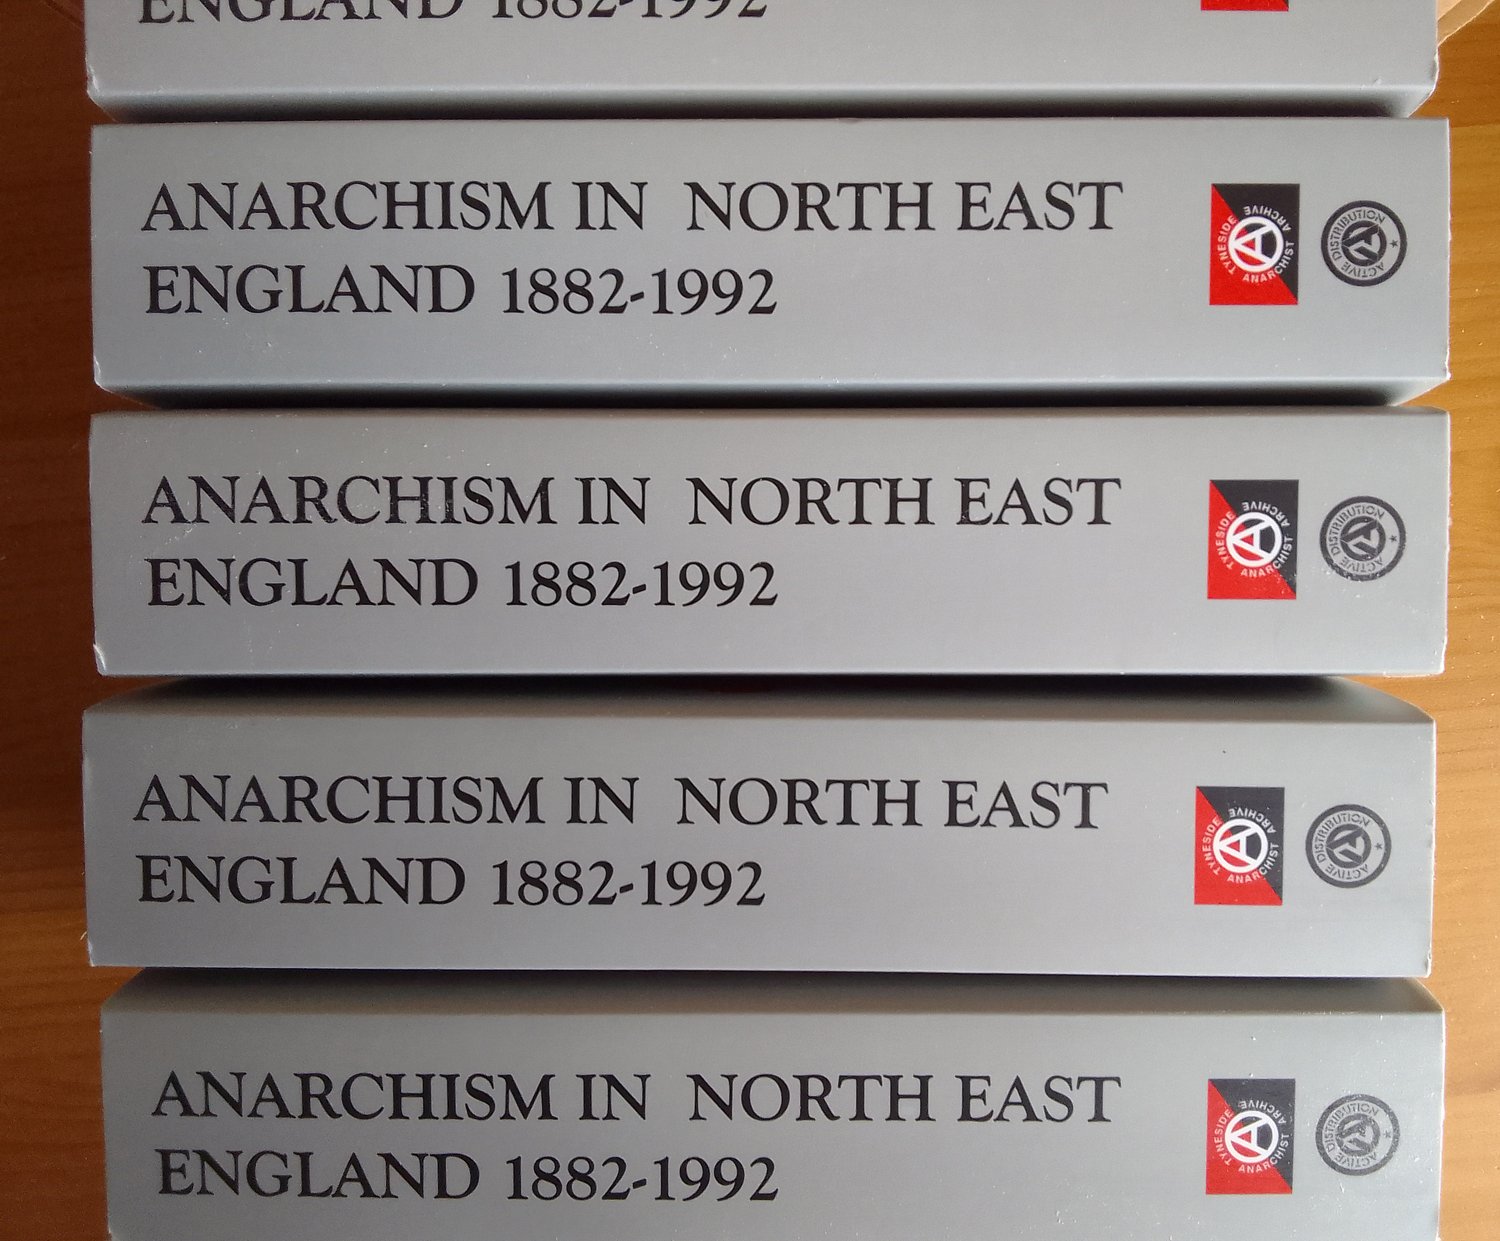 ENGLAND 1882-1992
ANARCHISM IN NORTH EAST
ENGLAND 1882-1992
TYNESIDE ANARCHIST ARCHIVE
ACTIVE DISTRIBUTION
ANARCHISM IN NORTH EAST
ENGLAND 1882-1992
TYNESIDE ANARCHIST ARCHIVE
ACTIVE DISTRIBUTION
ANARCHISM IN NORTH EAST
ENGLAND 1882-1992
TYNESIDE ANARCHIST ARCHIVE
ACTIVE DISTRIBUTION
ANARCHISM IN NORTH EAST
ENGLAND 1882-1992
TYNESIDE ANARCHIST ARCHIVE
ACTIVE DISTRIBUTION